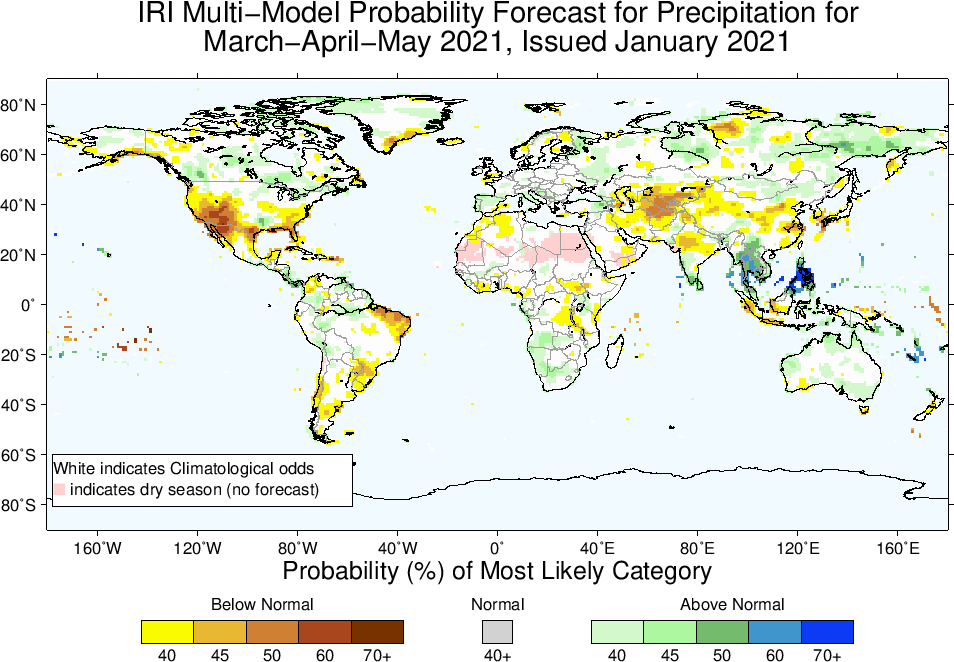 IRI Multi−Model Probability Forecast for Precipitation for
March−April−May 2021, Issued January 2021
80˚N
60˚N
40˚N
20˚N
0˚
20˚S
40˚S
60˚S
80˚S
White indicates Climatological odds
indicates dry season (no forecast)
160˚W 120˚W 80˚W 40˚W 0˚ 40˚E 80˚E 120˚E 160˚E
Probability (%) of Most Likely Category
Below Normal Normal Above Normal
40 45 50 60 70+ 40+ 40 45 50 60 70+